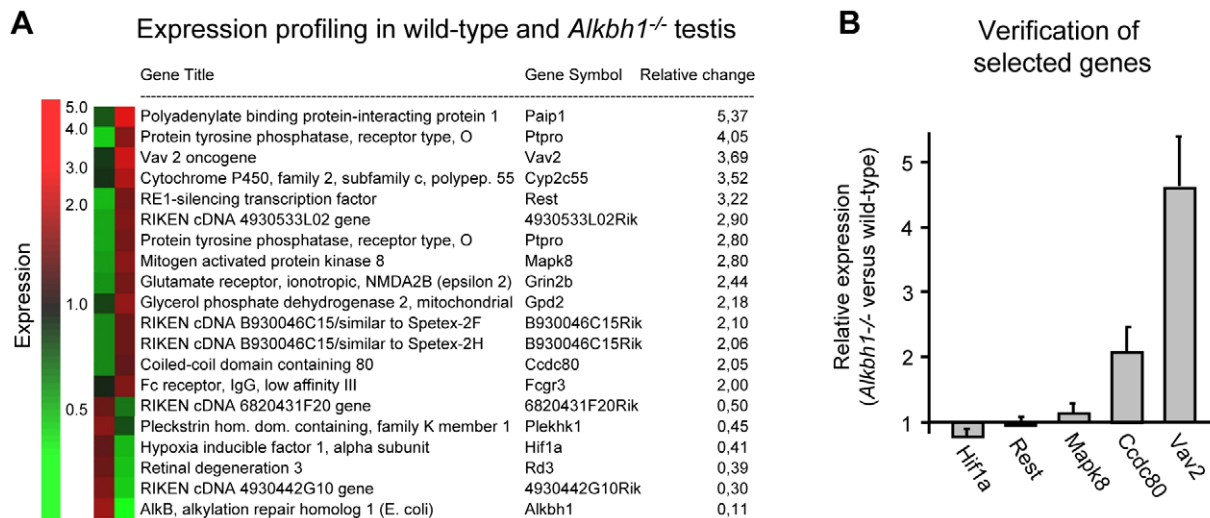 A
Expression profiling in wild-type and Alkbh1-/- testis
Gene Title Gene Symbol Relative change
Expression
5.0
4.0
3.0
2.0
1.0
0.5
Polyadenylate binding protein-interacting protein 1 Paip1 5,37
Protein tyrosine phosphatase, receptor type, O Ptpro 4,05
Vav 2 oncogene Vav2 3,69
Cytochrome P450, family 2, subfamily c, polypep. 55 Cyp2c55 3,52
RE1-silencing transcription factor Rest 3,22
RIKEN cDNA 4930533L02 gene 4930533L02Rik 2,90
Protein tyrosine phosphatase, receptor type, O Ptpro 2,80
Mitogen activated protein kinase 8 Mapk8 2,80
Glutamate receptor, ionotropic, NMDA2B (epsilon 2) Grin2b 2,44
Glycerol phosphate dehydrogenase 2, mitochondrial Gpd2 2,18
RIKEN cDNA B930046C15/similar to Spetex-2F B930046C15Rik 2,10
RIKEN cDNA B930046C15/similar to Spetex-2H B930046C15Rik 2,06
Coiled-coil domain containing 80 Ccdc80 2,05
Fc receptor, IgG, low affinity III Fcgr3 2,00
RIKEN cDNA 6820431F20 gene 6820431F20Rik 0,50
Pleckstrin hom. dom. containing, family K member 1 Plekhk1 0,45
Hypoxia inducible factor 1, alpha subunit Hif1a 0,41
Retinal degeneration 3 Rd3 0,39
RIKEN cDNA 4930442G10 gene 4930442G10Rik 0,30
AlkB, alkylation repair homolog 1 (E. coli) Alkbh1 0,11
B
Verification of
selected genes
Relative expression
(Alkbh1-/- versus wild-type)
5
4
3
2
1
Hif1a
Rest
Mapk8
Ccdc80
Vav2